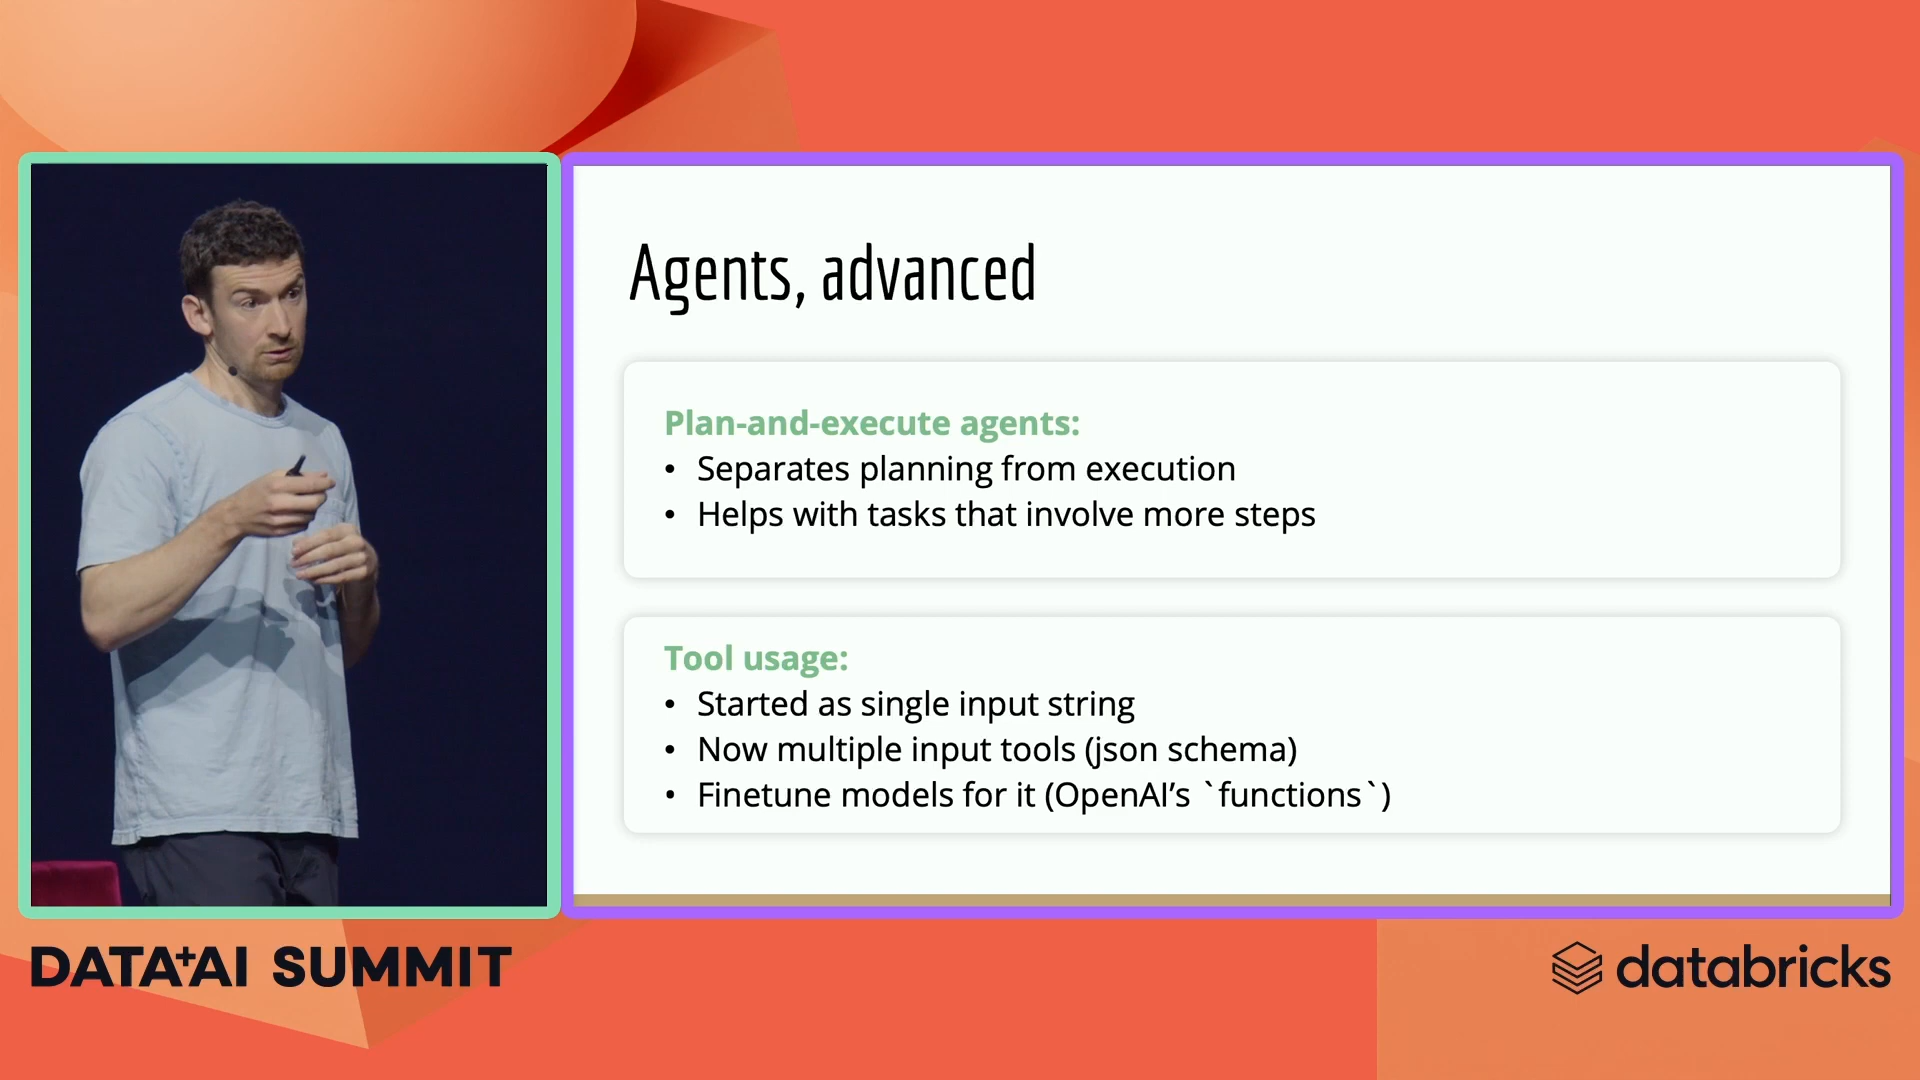 Agents, advanced
Plan-and-execute agents:
• Separates planning from execution
• Helps with tasks that involve more steps
Tool usage:
• Started as single input string
• Now multiple input tools (json schema)
• Finetune models for it (OpenAI’s `functions`)
DATA+AI SUMMIT
databricks